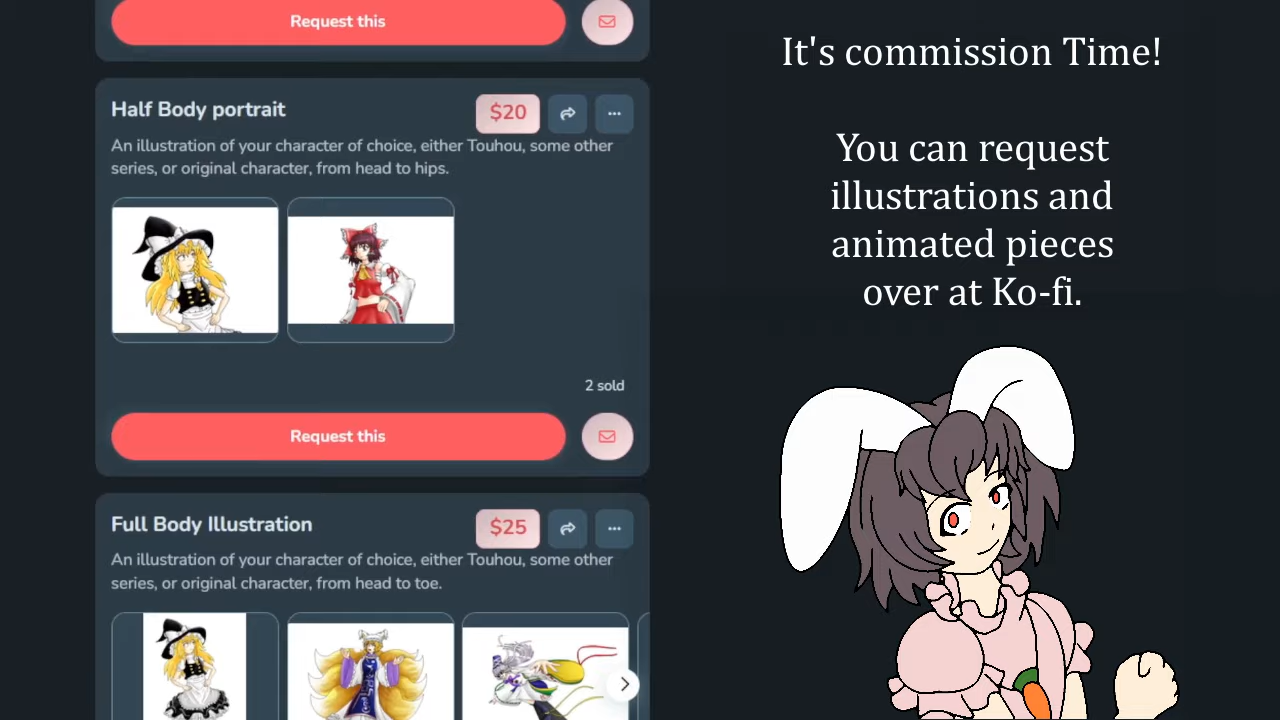 Request this
Half Body portrait
$20
An illustration of your character of choice, either Touhou, some other
series, or original character, from head to hips.
2 sold
Request this
Full Body Illustration
$25
An illustration of your character of choice, either Touhou, some other
series, or original character, from head to toe.
It's commission Time!
You can request
illustrations and
animated pieces
over at Ko-fi.